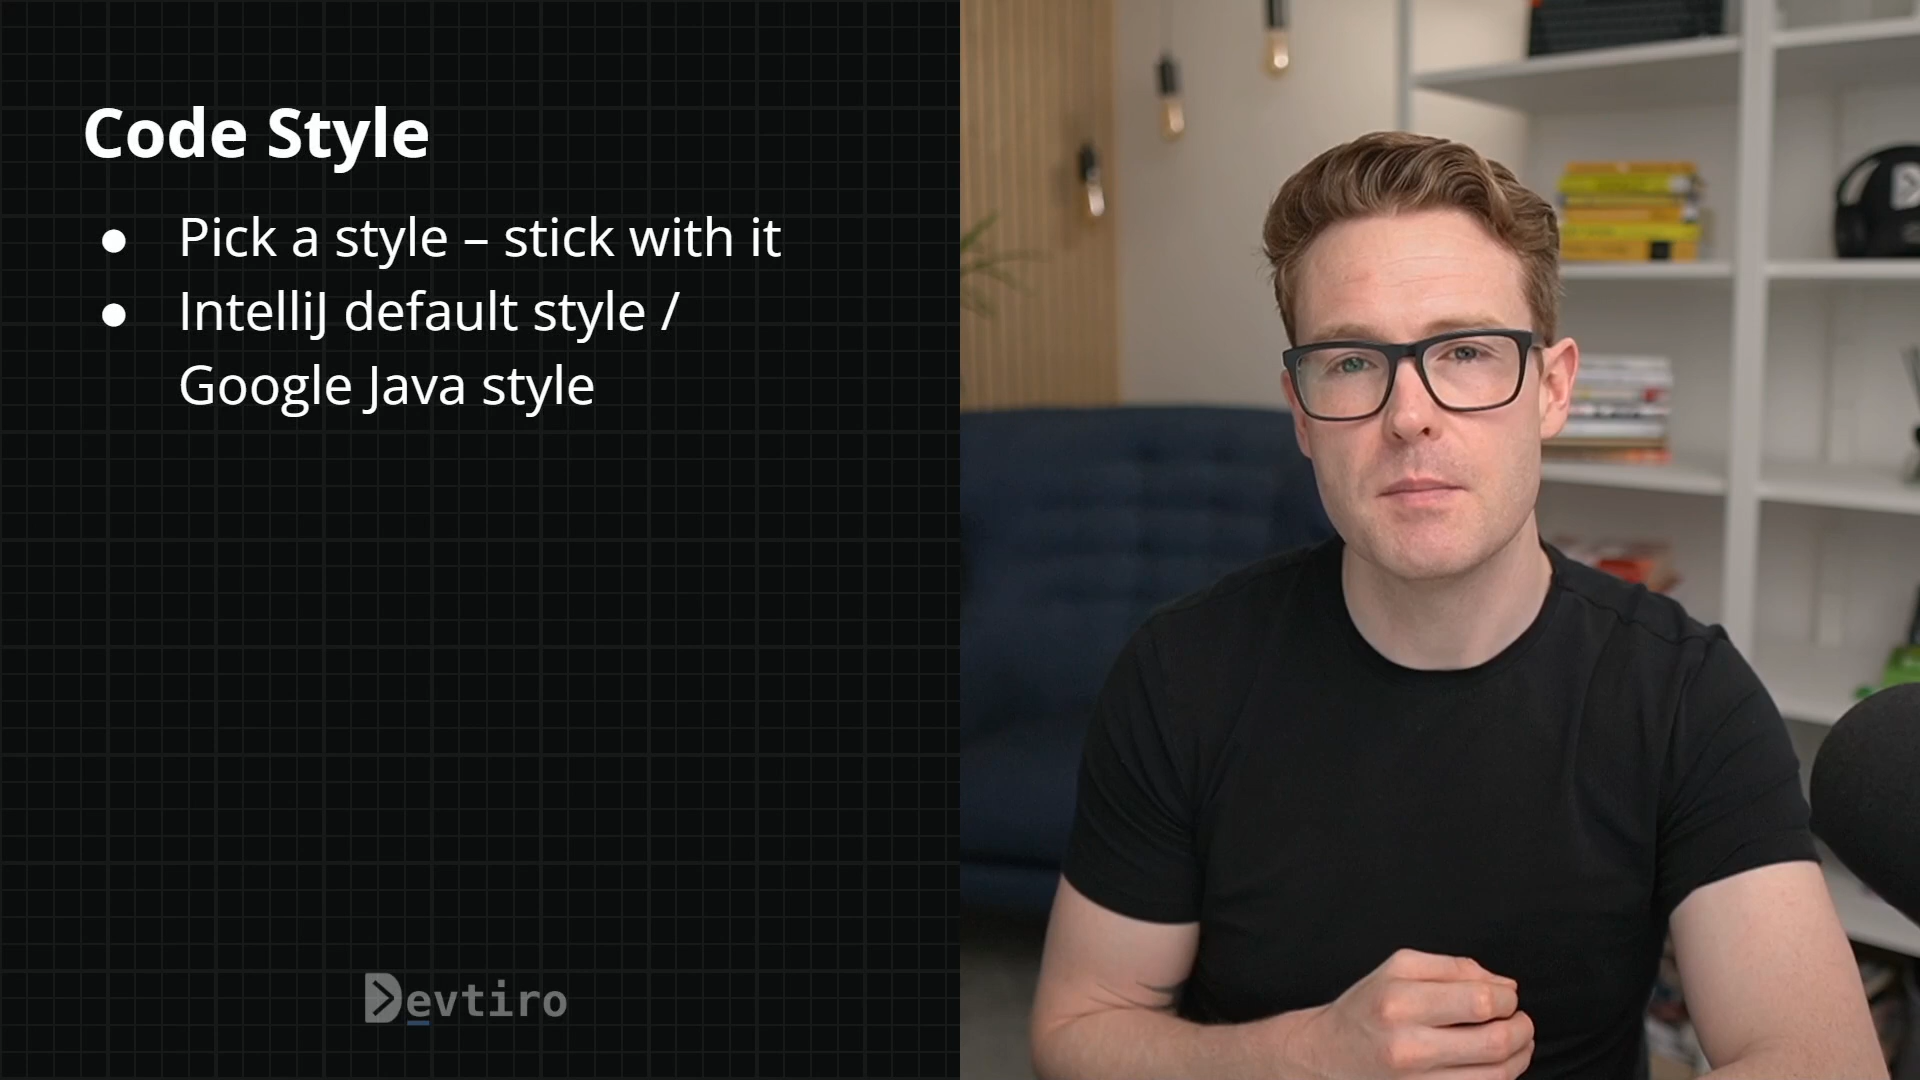 Code Style
● Pick a style – stick with it
● IntelliJ default style /
Google Java style
Devtiro